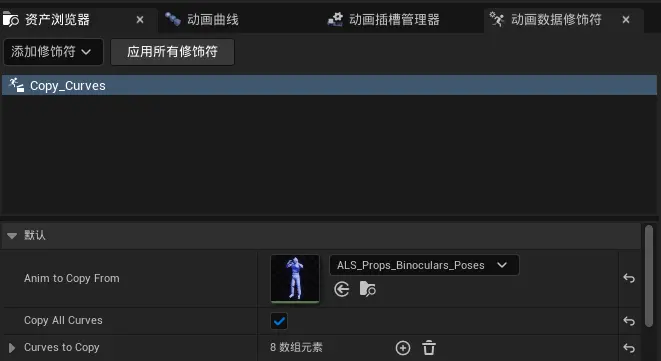 资产浏览器 动画曲线 动画插槽管理器 动画数据修饰符
添加修饰符 应用所有修饰符
Copy_Curves
默认
Anim to Copy From ALS_Props_Binoculars_Poses
Copy All Curves
Curves to Copy 8 数组元素